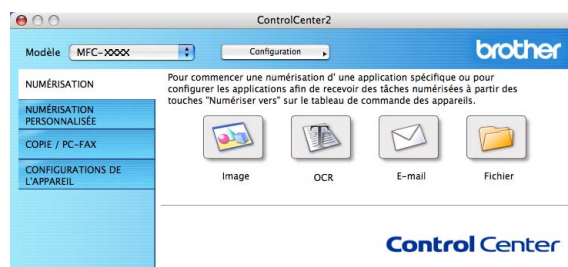 ControlCenter2
Modèle MFC-XXXX Configuration brother
NUMÉRISATION
NUMÉRISATION
PERSONNALISÉE
COPIE / PC-FAX
CONFIGURATIONS DE
L'APPAREIL
Pour commencer une numérisation d' une application spécifique ou pour
configurer les applications afin de recevoir des tâches numérisées à partir des
touches "Numériser vers" sur le tableau de commande des appareils.
Image OCR E-mail Fichier
Control Center